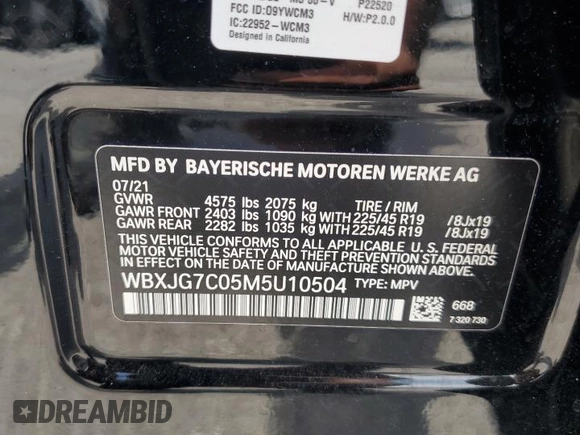 P22520
FCC ID:O9YWCM3 H/W:P2.0.0
IC:22952-WCM3
Designed in California
MFD BY BAYERISCHE MOTOREN WERKE AG
07/21
GVWR 4575 lbs 2075 kg TIRE / RIM
GAWR FRONT 2403 lbs 1090 kg WITH 225/45 R19 /8Jx19
GAWR REAR 2282 lbs 1035 kg WITH 225/45 R19 /8Jx19
THIS VEHICLE CONFORMS TO ALL APPLICABLE U. S. FEDERAL
MOTOR VEHICLE SAFETY AND THEFT PREVENTION STANDARDS
IN EFFECT ON THE DATE OF MANUFACTURE SHOWN ABOVE.
WBXJG7C05M5U10504 TYPE: MPV
668
7 320 730
DREAMBID